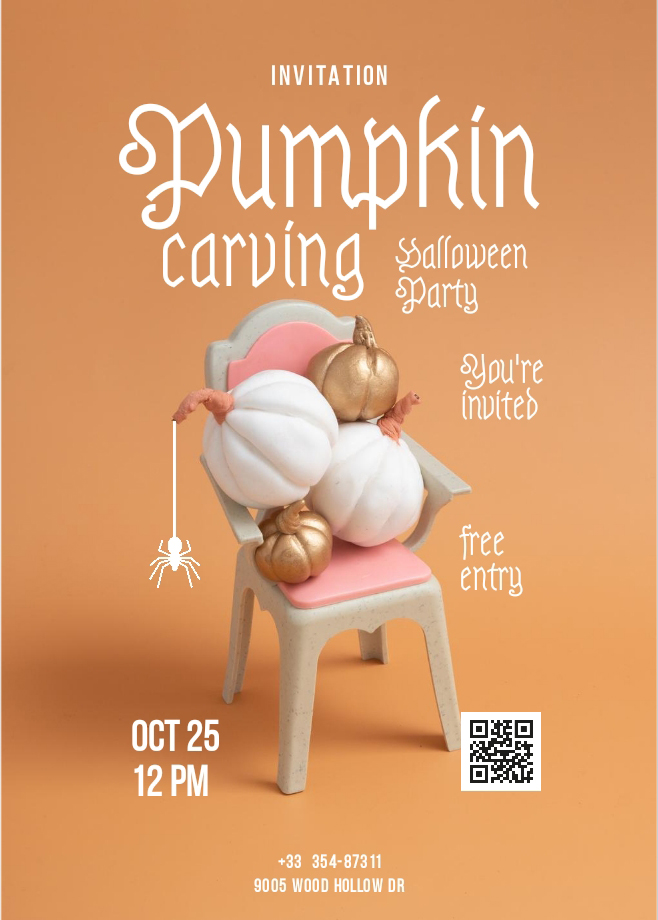 INVITATION
Pumpkin
carving
Halloween
Party
You're
invited
free
entry
OCT 25
12 PM
+33 354-87311
9005 WOOD HOLLOW DR